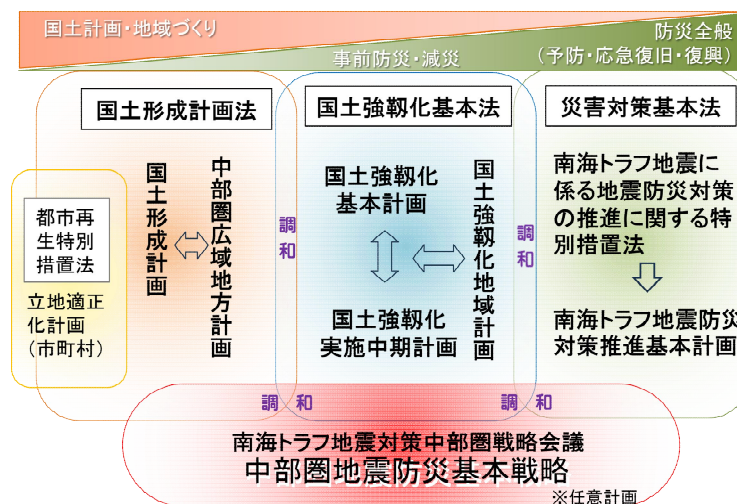 国土計画・地域づくり
防災全般
(予防・応急復旧・復興)
事前防災・減災
国土形成計画法
国土強靱化基本法
災害対策基本法
都市再
生特別
措置法
立地適正
化計画
(市町村)
国土形成計画
中部圏広域地方計画
調和
国土強靱化
基本計画
国土強靱化
実施中期計画
国土強靱化地域計画
調和
南海トラフ地震に
係る地震防災対策
の推進に関する特
別措置法
南海トラフ地震防災
対策推進基本計画
調和
調和
南海トラフ地震対策中部圏戦略会議
中部圏地震防災基本戦略
※任意計画